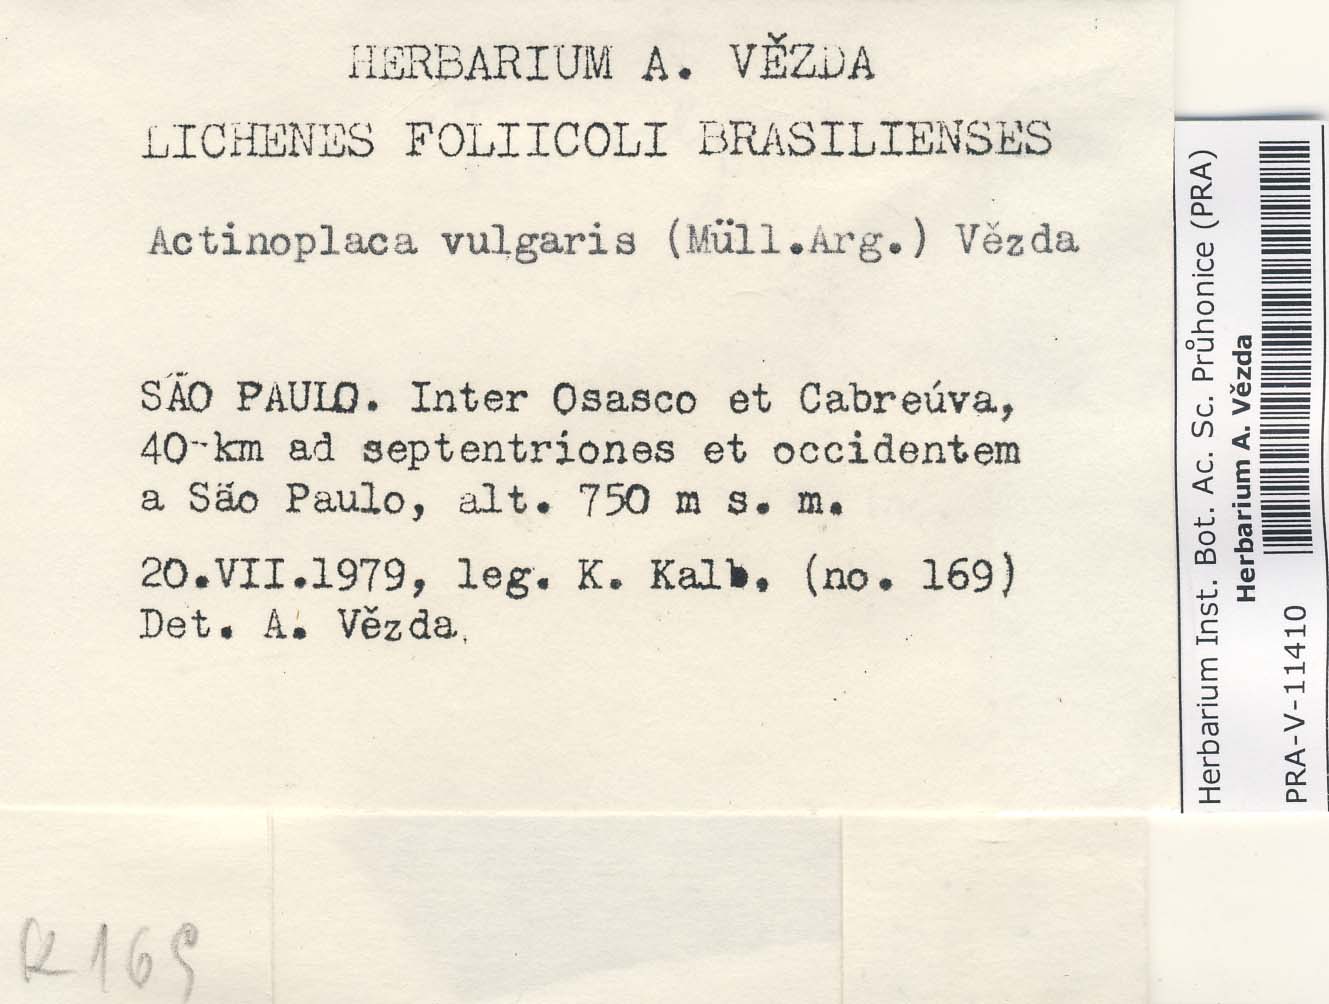 HERBARIUM A. VĚZDA
LICHENES FOLIICOLI BRASILIENSES
Actinoplaca vulgaris (Müll.Arg.) Vězda
SÃO PAULO. Inter Osasco et Cabreúva,
40 km ad septentriones et occidentem
a São Paulo, alt. 750 m s. m.
20.VII.1979, leg. K. Kalb. (no. 169)
Det. A. Vězda.
Herbarium Inst. Bot. Ac. Sc. Průhonice (PRA)
Herbarium A. Vězda
PRA-V-11410
K 169